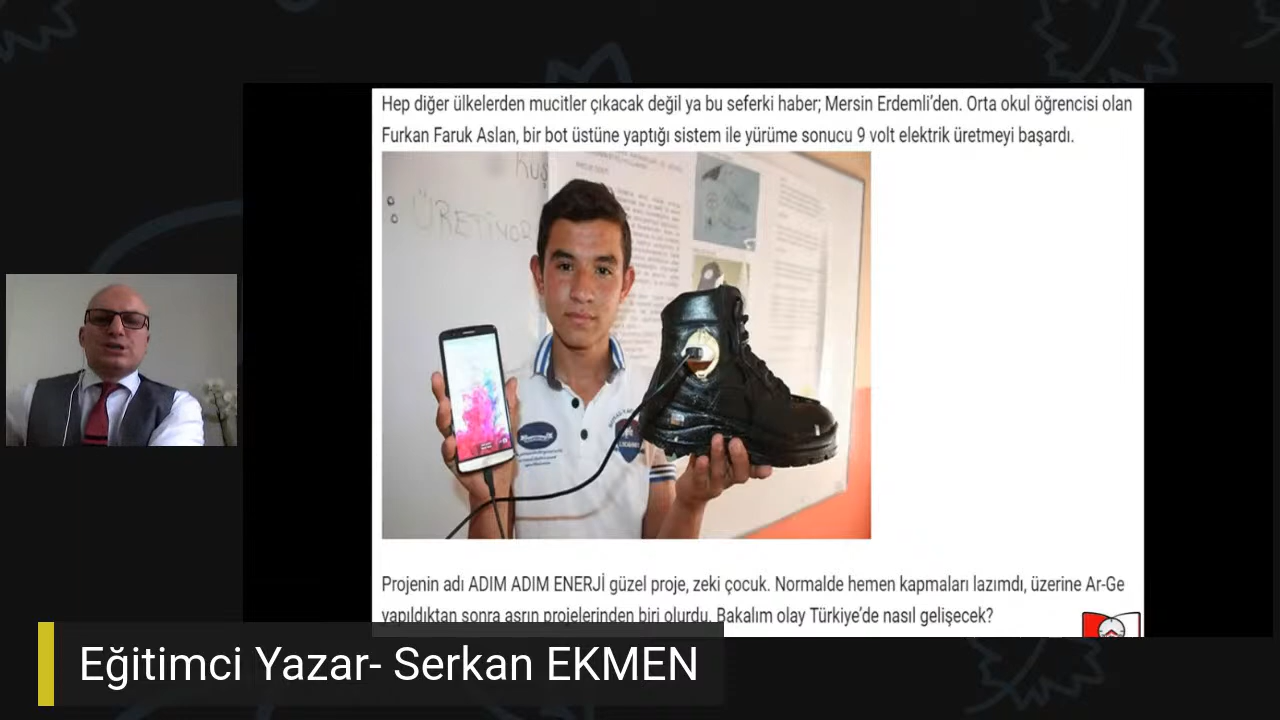 Hep diğer ülkelerden mucitler çıkacak değil ya bu seferki haber; Mersin Erdemli’den. Orta okul öğrencisi olan
Furkan Faruk Aslan, bir bot üstüne yaptığı sistem ile yürüme sonucu 9 volt elektrik üretmeyi başardı.
KUŞ
ÜRETİYOR
Projenin adı ADIM ADIM ENERJİ güzel proje, zeki çocuk. Normalde hemen kapmaları lazımdı, üzerine Ar-Ge
yapıldıktan sonra asrın projelerinden biri olurdu. Bakalım olay Türkiye’de nasıl gelişecek?
Eğitimci Yazar- Serkan EKMEN